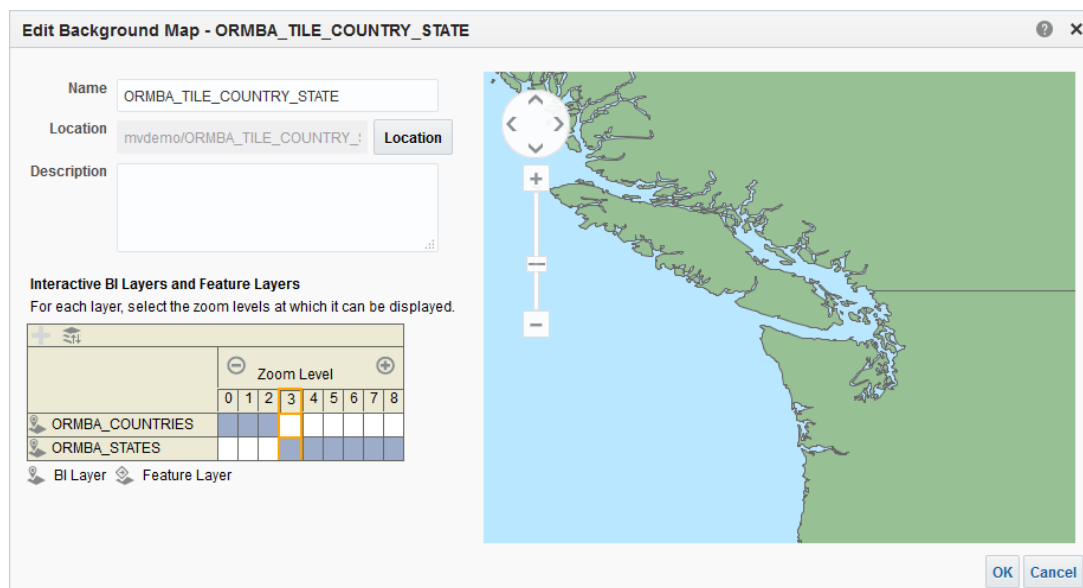 Edit Background Map - ORMBA_TILE_COUNTRY_STATE
Name
ORMBA_TILE_COUNTRY_STATE
Location
mvdemo/ORMBA_TILE_COUNTRY_
Location
Description
Interactive BI Layers and Feature Layers
For each layer, select the zoom levels at which it can be displayed.
Zoom Level
0 1 2 3 4 5 6 7 8
ORMBA_COUNTRIES
ORMBA_STATES
BI Layer Feature Layer
OK Cancel